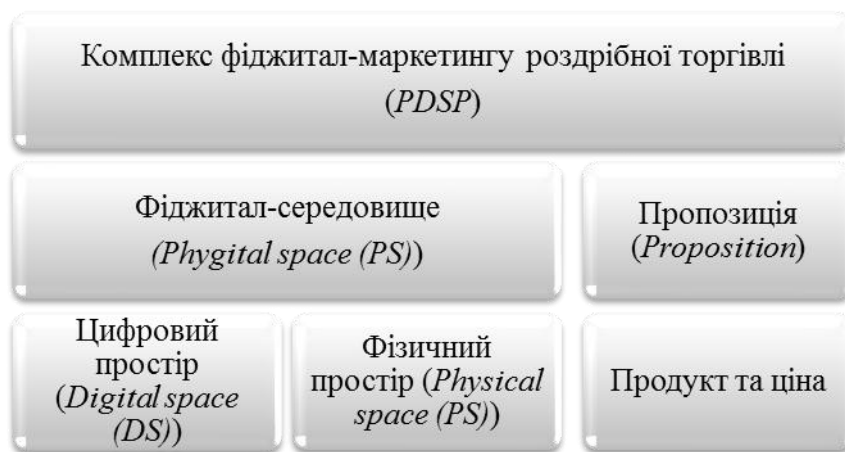 Комплекс фіджитал-маркетингу роздрібної торгівлі
(PDSP)
Фіджитал-середовище
(Phygital space (PS))
Пропозиція
(Proposition)
Цифровий
простір
(Digital space
(DS))
Фізичний
простір (Physical
space (PS))
Продукт та ціна